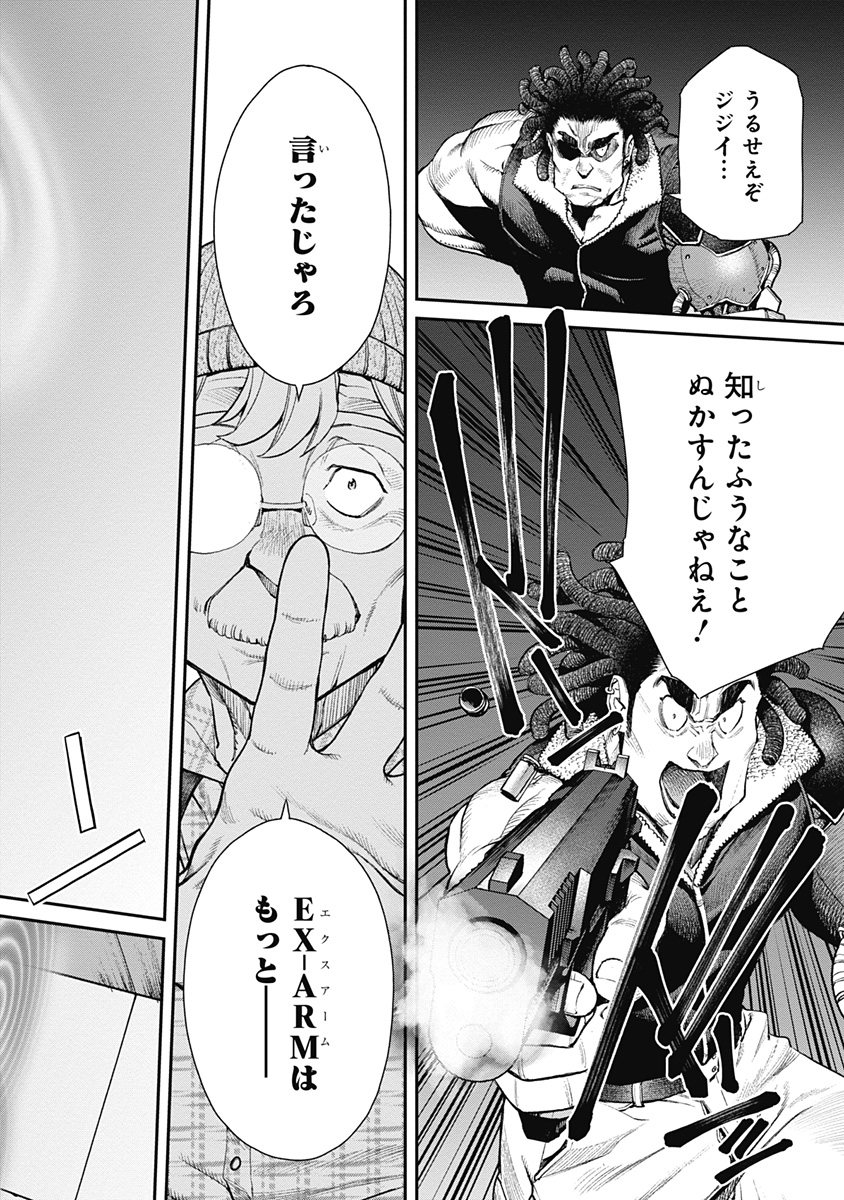 うるせえぞ
ジジイ…
知ったふうなこと
ぬかすんじゃねえ！
言ったじゃろ
EX-ARMは
もっと――